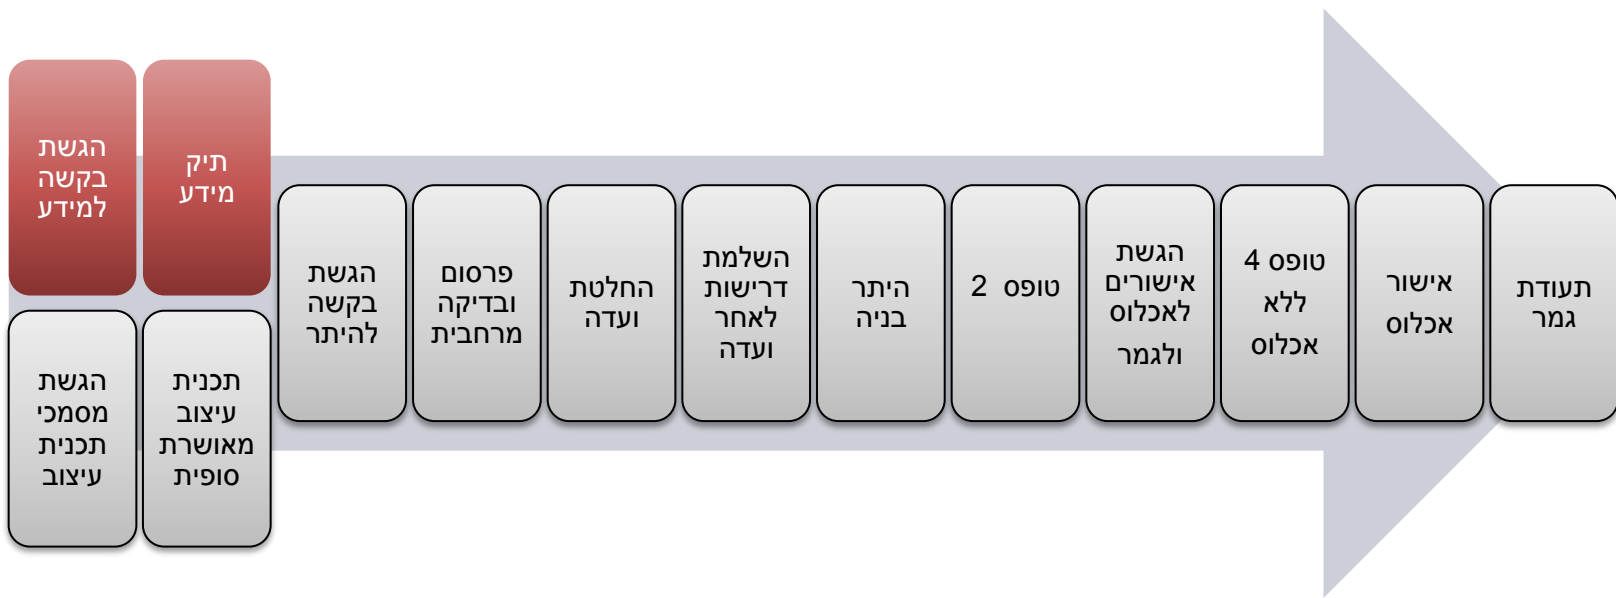 הגשת
בקשה
למידע
תיק
מידע
הגשת
מסמכי
תכנית
עיצוב
תכנית
עיצוב
מאושרת
סופית
הגשת
בקשה
להיתר
פרסום
ובדיקה
מרחבית
החלטת
ועדה
השלמת
דרישות
לאחר
ועדה
היתר
בניה
טופס 2
הגשת
אישורים
לאכלוס
ולגמר
טופס 4
ללא
אכלוס
אישור
אכלוס
תעודת
גמר